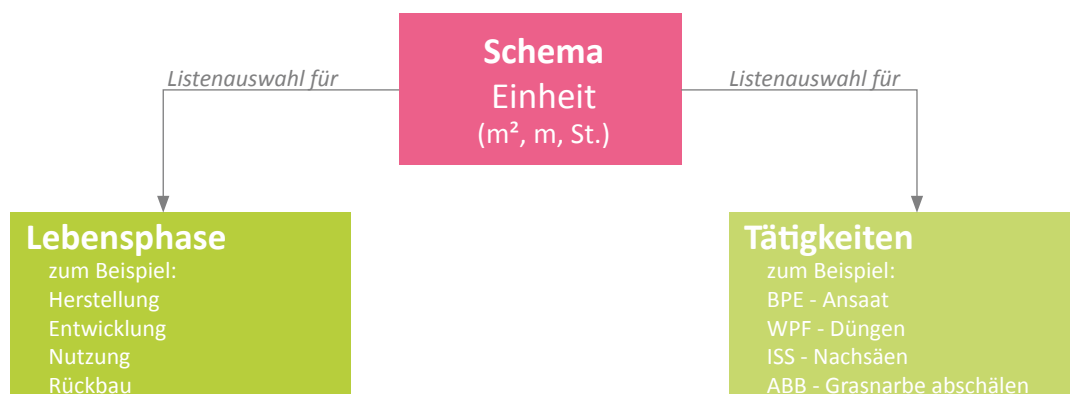 Schema
Einheit
(m², m, St.)
Listenauswahl für
Listenauswahl für
Lebensphase
zum Beispiel:
Herstellung
Entwicklung
Nutzung
Rückbau
Tätigkeiten
zum Beispiel:
BPE - Ansaat
WPF - Düngen
ISS - Nachsäen
ABB - Grasnarbe abschälen